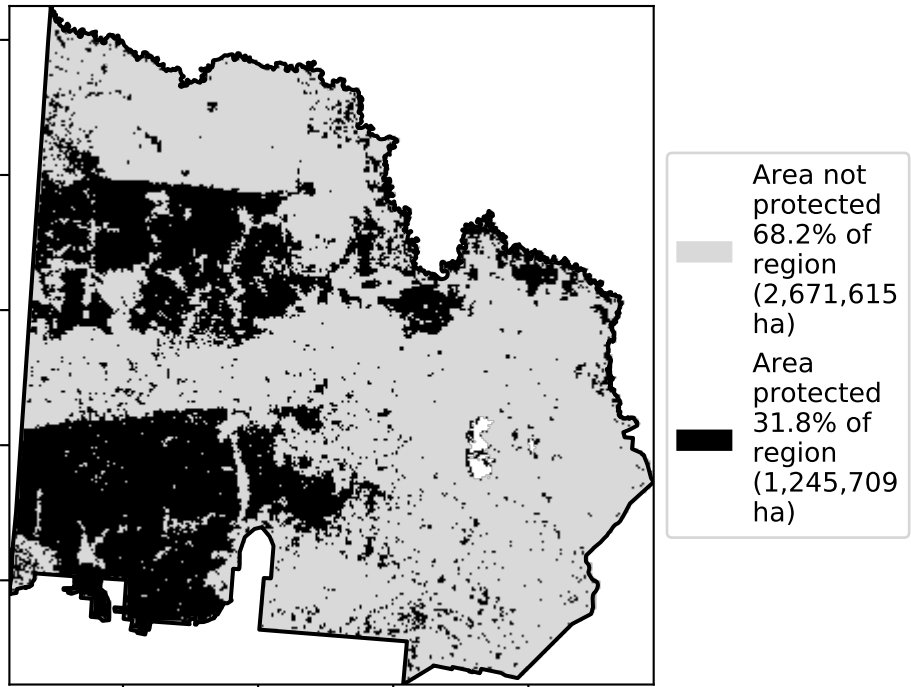 Area not
protected
68.2% of
region
(2,671,615
ha)
Area
protected
31.8% of
region
(1,245,709
ha)